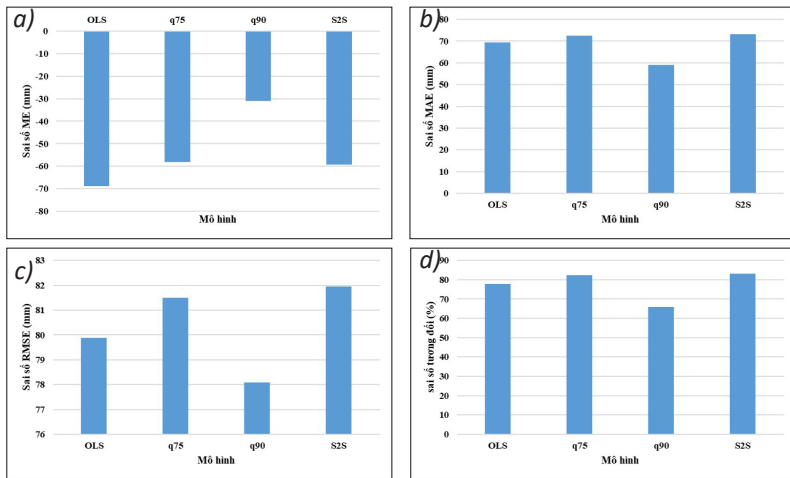 a)
OLS q75 q90 S2S
0
-10
-20
-30
-40
-50
-60
-70
-80
Sai số ME (mm)
Mô hình
b)
80
70
60
50
40
30
20
10
0
Sai số MAE (mm)
OLS q75 q90 S2S
Mô hình
c)
83
82
81
80
79
78
77
76
Sai số RMSE (mm)
OLS q75 q90 S2S
Mô hình
d)
90
80
70
60
50
40
30
20
10
0
sai số tương đối (%)
OLS q75 q90 S2S
Mô hình